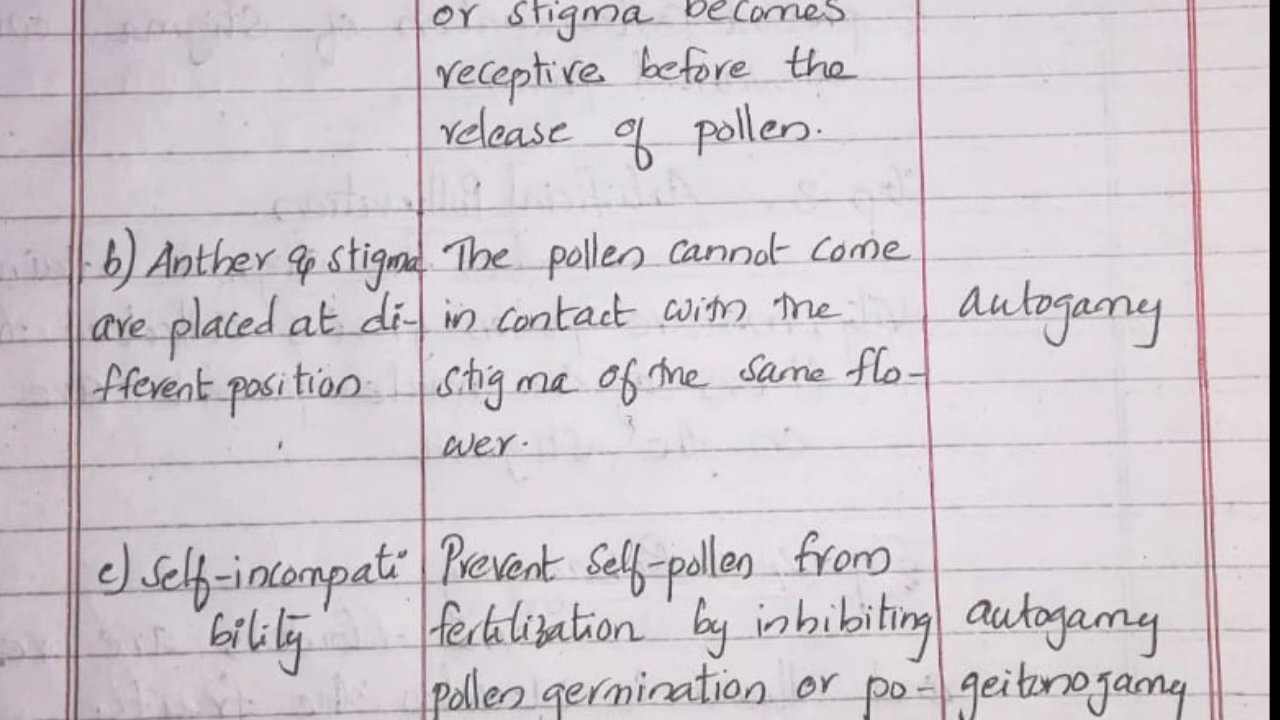 or stigma becomes
receptive before the
release of pollen.
b) Anther & stigma
are placed at di-
fferent position
The pollen cannot come
in contact with the
stigma of the same flo-
wer.
autogamy
c) Self-incompati
bility
Prevent Self-pollen from
fertilization by inhibiting
pollen germination or po-
autogamy
geitonogamy